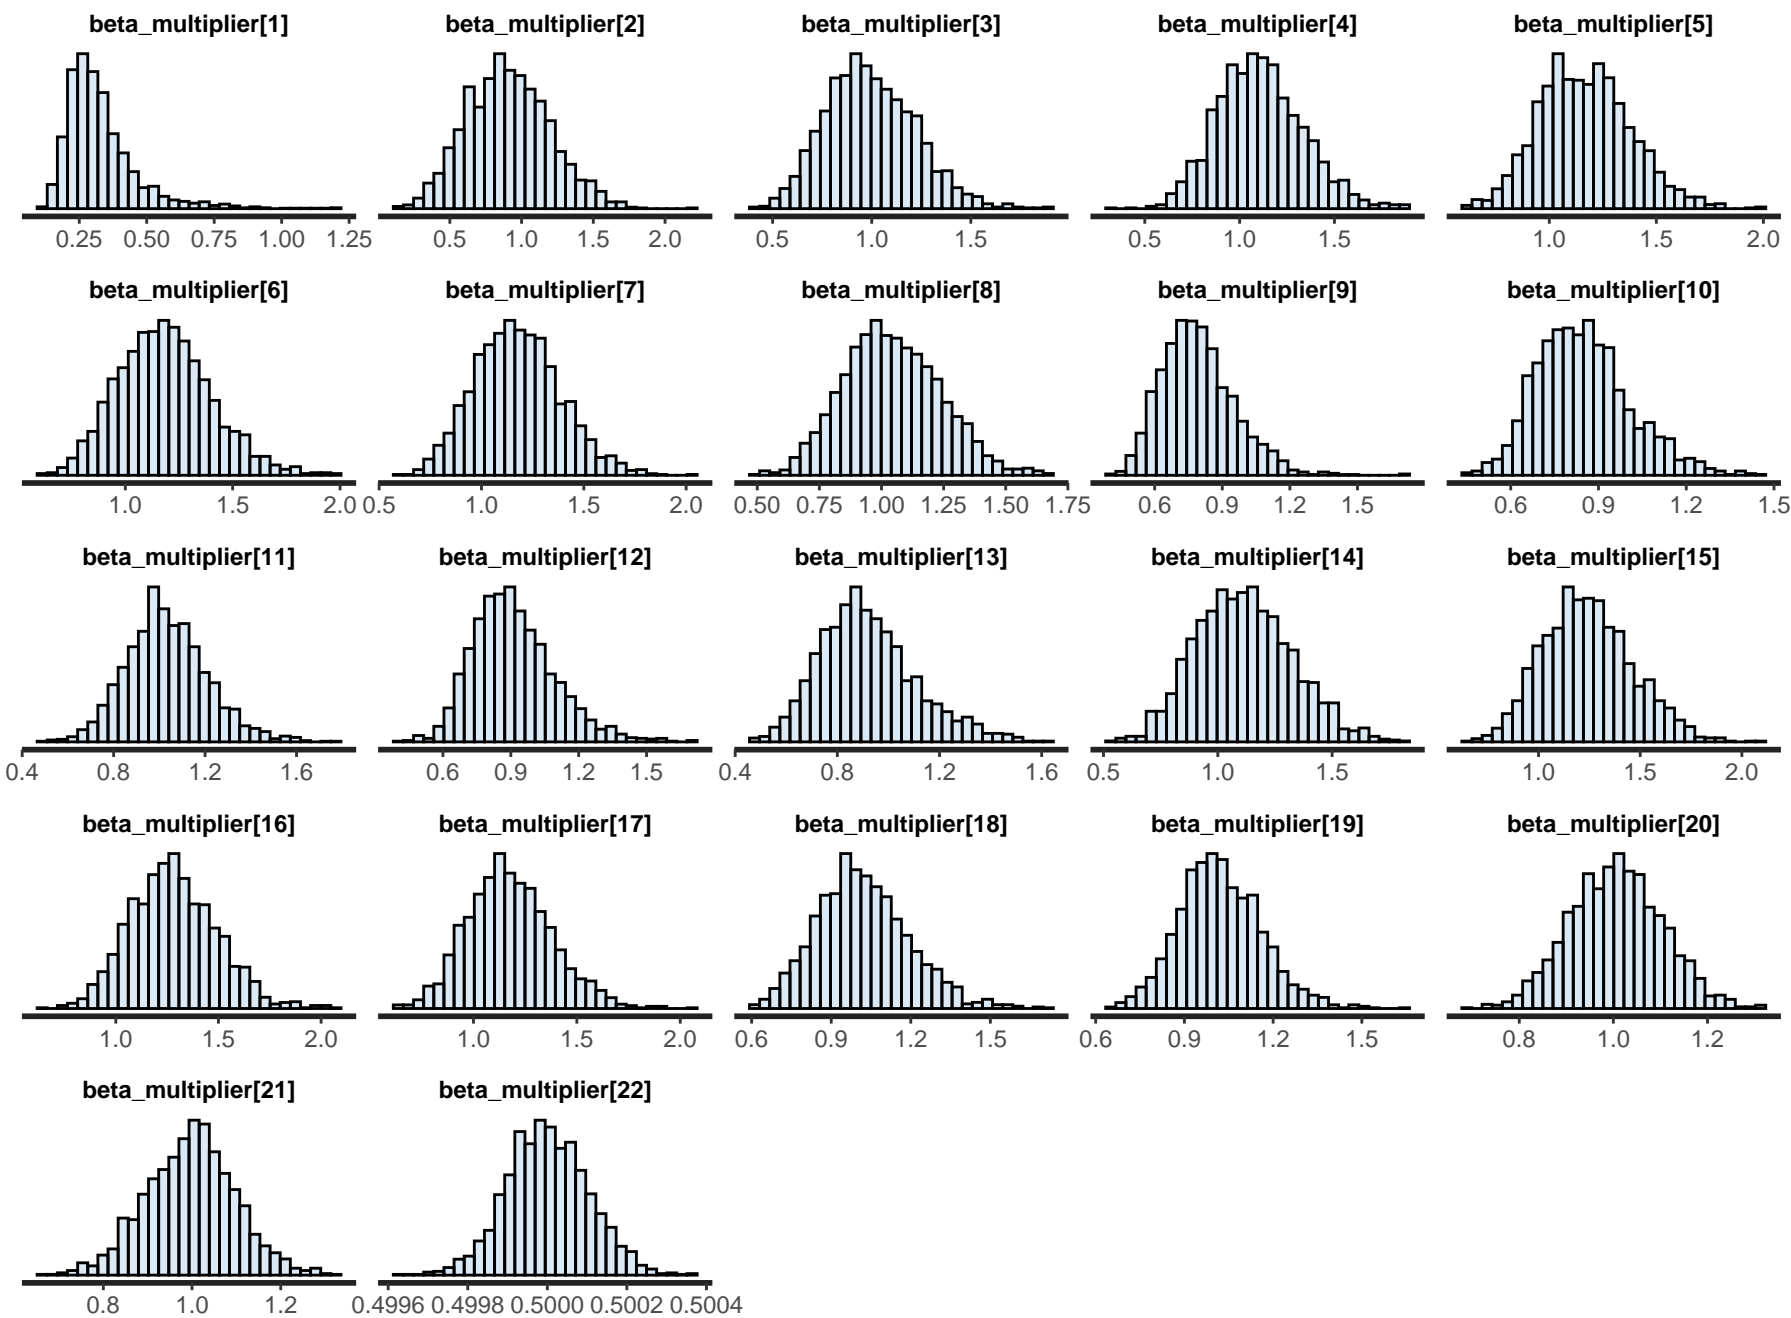 beta_multiplier[1] beta_multiplier[2] beta_multiplier[3] beta_multiplier[4] beta_multiplier[5]
0.25 0.50 0.75 1.00 1.25 0.5 1.0 1.5 2.0 0.5 1.0 1.5 0.5 1.0 1.5 1.0 1.5 2.0
beta_multiplier[6] beta_multiplier[7] beta_multiplier[8] beta_multiplier[9] beta_multiplier[10]
1.0 1.5 2.0 0.5 1.0 1.5 2.0 0.50 0.75 1.00 1.25 1.50 1.75 0.6 0.9 1.2 1.5 0.6 0.9 1.2 1.5
beta_multiplier[11] beta_multiplier[12] beta_multiplier[13] beta_multiplier[14] beta_multiplier[15]
0.4 0.8 1.2 1.6 0.6 0.9 1.2 1.5 0.4 0.8 1.2 1.6 0.5 1.0 1.5 1.0 1.5 2.0
beta_multiplier[16] beta_multiplier[17] beta_multiplier[18] beta_multiplier[19] beta_multiplier[20]
1.0 1.5 2.0 1.0 1.5 2.0 0.6 0.9 1.2 1.5 0.6 0.9 1.2 1.5 0.8 1.0 1.2
beta_multiplier[21] beta_multiplier[22]
0.8 1.0 1.2 0.4996 0.4998 0.5000 0.5002 0.5004